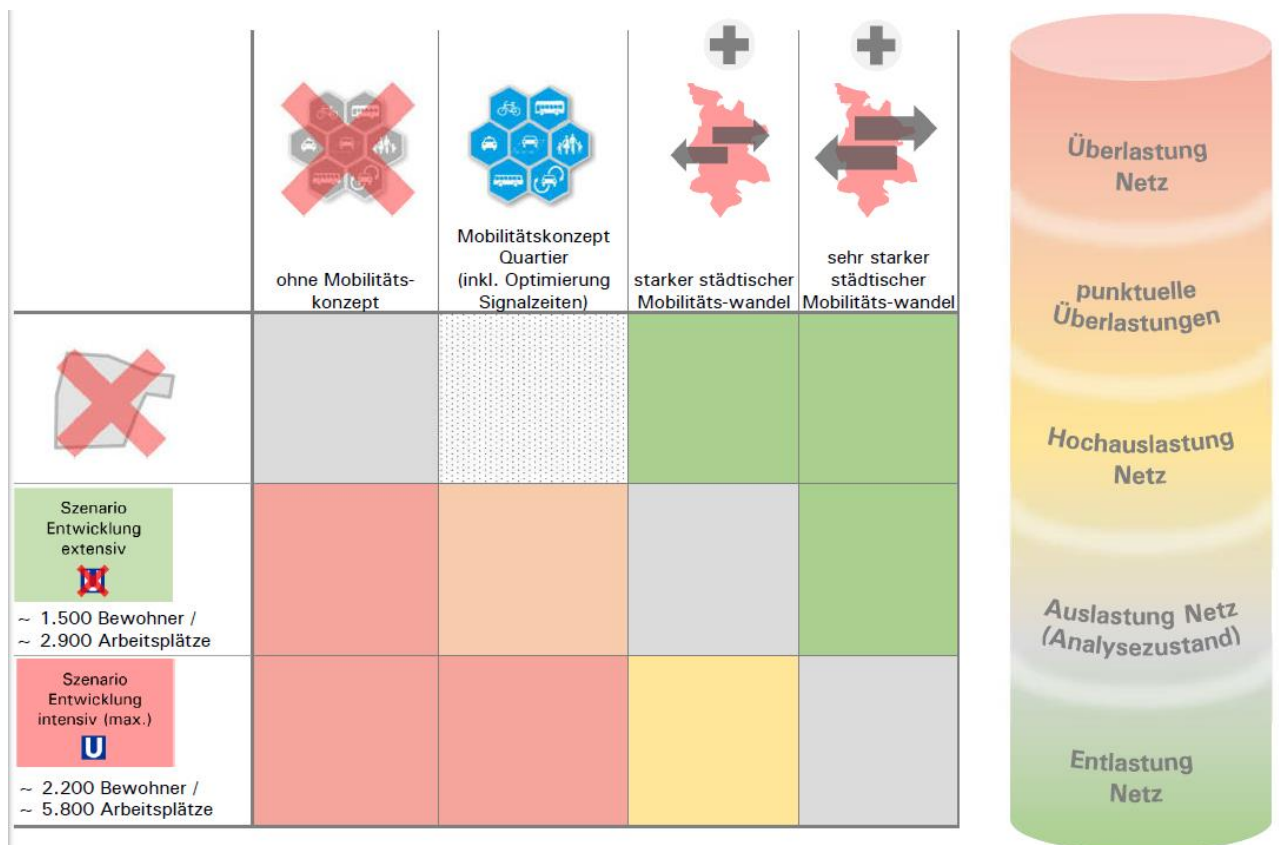 ohne Mobilitäts-
konzept
Mobilitätskonzept
Quartier
(inkl. Optimierung
Signalzeiten)
starker städtischer
Mobilitäts-wandel
sehr starker
städtischer
Mobilitäts-wandel
Szenario
Entwicklung
extensiv
U
~ 1.500 Bewohner /
~ 2.900 Arbeitsplätze
Szenario
Entwicklung
intensiv (max.)
U
~ 2.200 Bewohner /
~ 5.800 Arbeitsplätze
Überlastung
Netz
punktuelle
Überlastungen
Hochauslastung
Netz
Auslastung Netz
(Analysezustand)
Entlastung
Netz